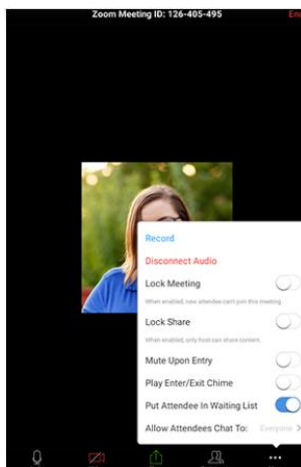 Zoom Meeting ID: 126-405-495
End
Record
Disconnect Audio
Lock Meeting
When enabled, new attendee can't join this meeting
Lock Share
When enabled, only host can share content.
Mute Upon Entry
Play Enter/Exit Chime
Put Attendee In Waiting List
Allow Attendees Chat To: Everyone